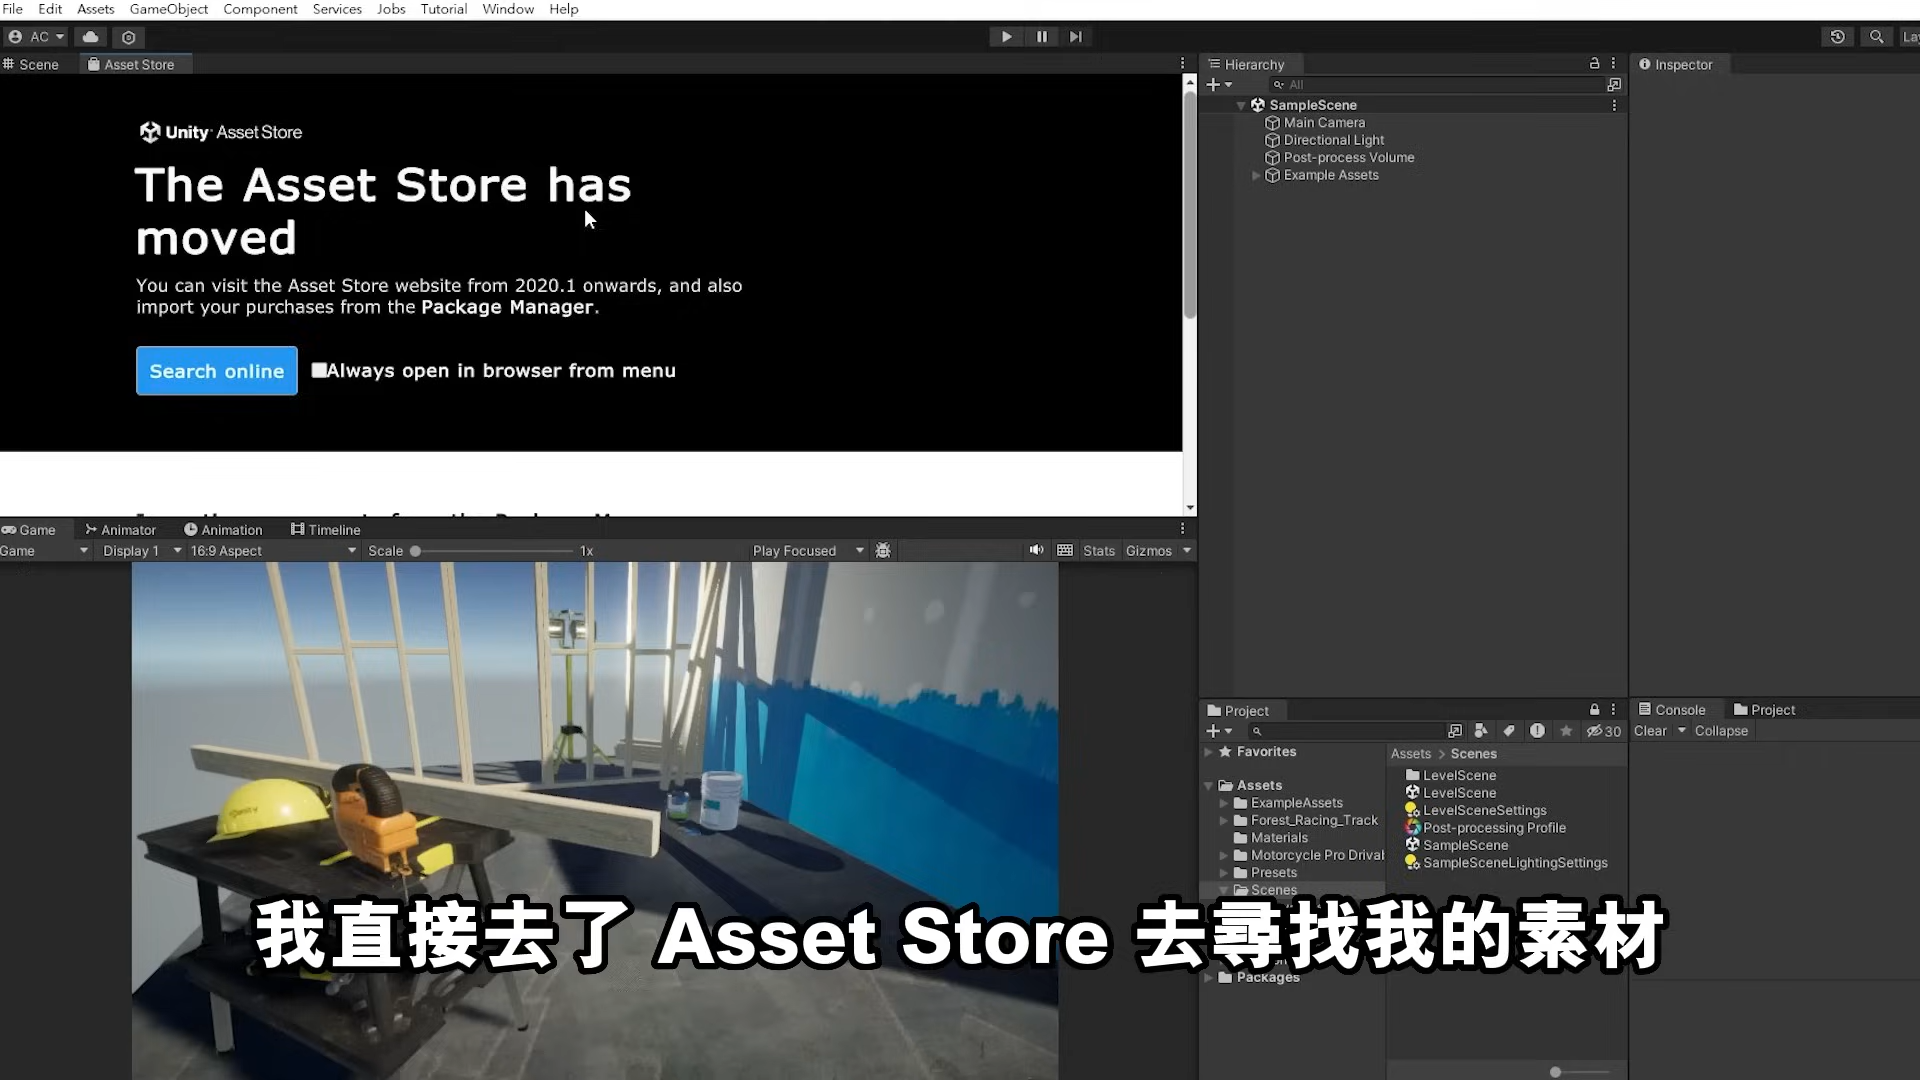 File Edit Assets GameObject Component Services Jobs Tutorial Window Help
AC
Scene Asset Store
Unity Asset Store
The Asset Store has
moved
You can visit the Asset Store website from 2020.1 onwards, and also
import your purchases from the Package Manager.
Search online Always open in browser from menu
Game Animator Animation Timeline
Game Display 1 16:9 Aspect Scale 1x Play Focused Stats Gizmos
unity
Hierarchy
All
SampleScene
Main Camera
Directional Light
Post-process Volume
Example Assets
Inspector
Project
30
Favorites
Assets
ExampleAssets
Forest_Racing_Track
Materials
Motorcycle Pro Drivab
Presets
Scenes
Packages
Assets > Scenes
LevelScene
LevelScene
LevelSceneSettings
Post-processing Profile
SampleScene
SampleSceneLightingSettings
Console Project
Clear Collapse
我直接去了 Asset Store 去尋找我的素材